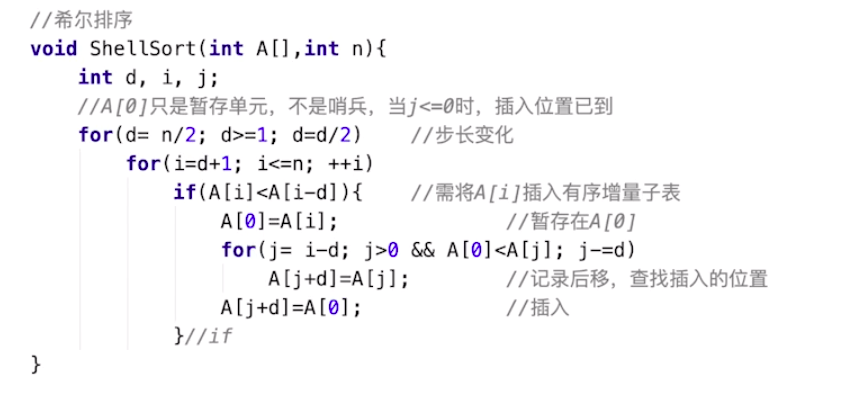 //希尔排序
void ShellSort(int A[],int n){
    int d, i, j;
    //A[0]只是暂存单元，不是哨兵，当j<=0时，插入位置已到
    for(d= n/2; d>=1; d=d/2)    //步长变化
        for(i=d+1; i<=n; ++i)
            if(A[i]<A[i-d]){    //需将A[i]插入有序增量子表
                A[0]=A[i];              //暂存在A[0]
                for(j= i-d; j>0 && A[0]<A[j]; j-=d)
                    A[j+d]=A[j];        //记录后移，查找插入的位置
                A[j+d]=A[0];            //插入
            }//if
}